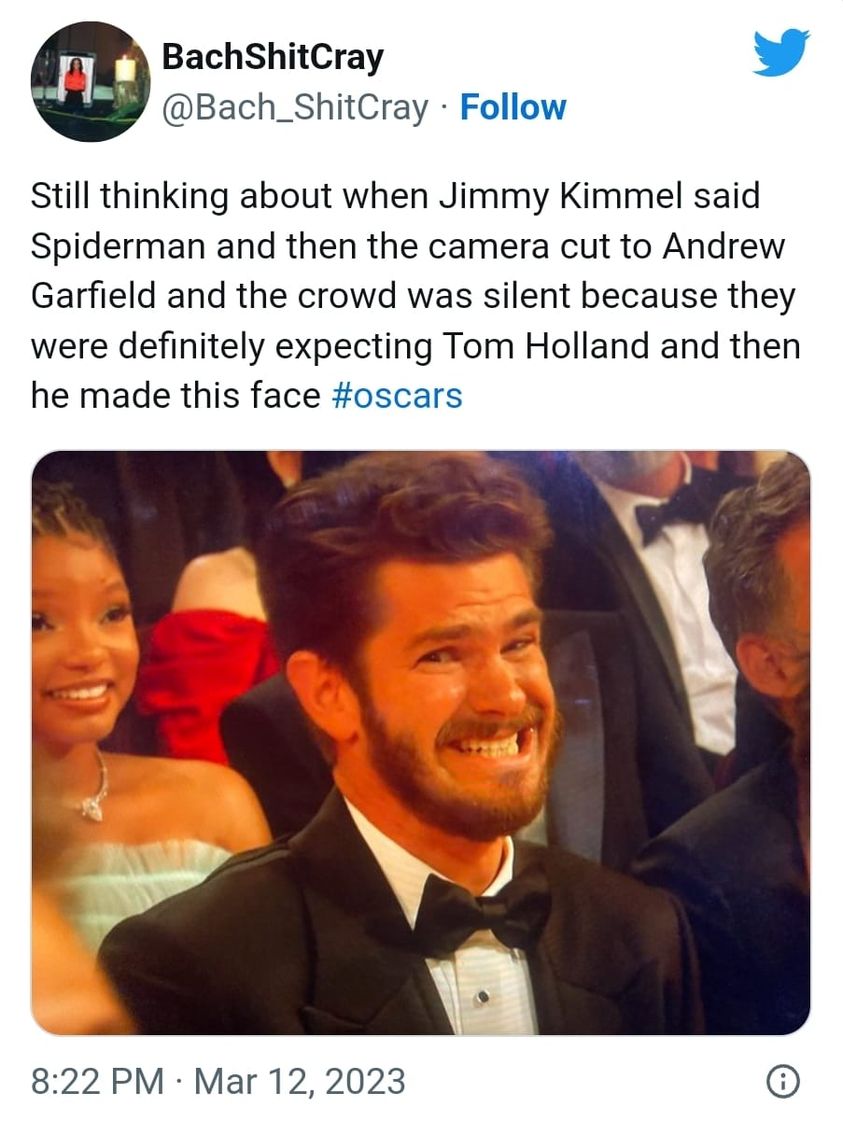 BachShitCray
@Bach_ShitCray · Follow
Still thinking about when Jimmy Kimmel said
Spiderman and then the camera cut to Andrew
Garfield and the crowd was silent because they
were definitely expecting Tom Holland and then
he made this face #oscars
8:22 PM · Mar 12, 2023